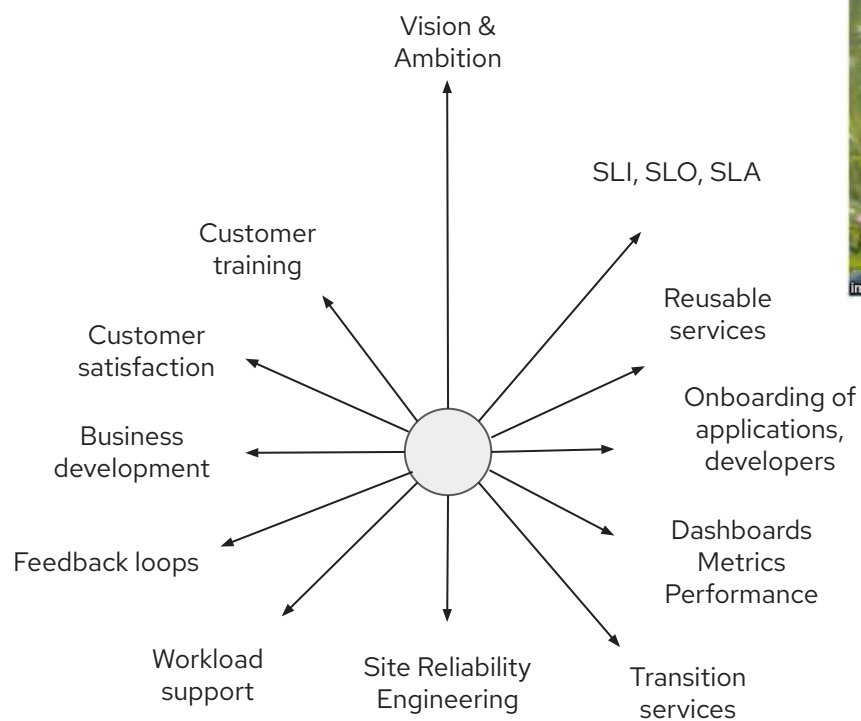 Vision &
Ambition
SLI, SLO, SLA
Customer
training
Reusable
services
Customer
satisfaction
Onboarding of
applications,
developers
Business
development
Dashboards
Metrics
Performance
Feedback loops
Workload
support
Site Reliability
Engineering
Transition
services